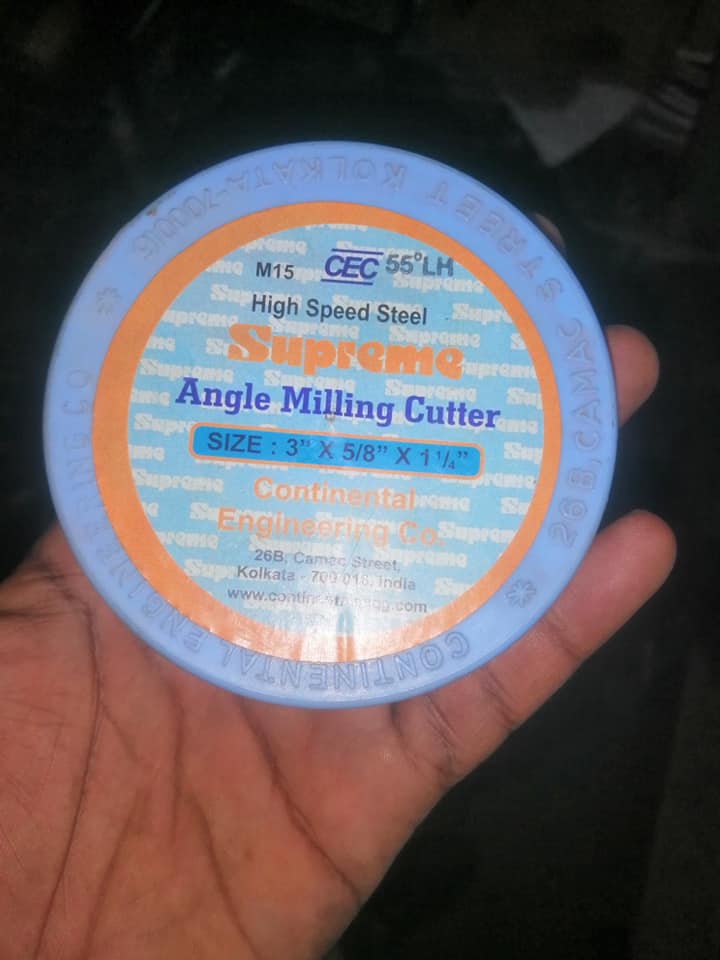 M15 CEC 55°LH
High Speed Steel
Supreme
Angle Milling Cutter
SIZE : 3" X 5/8" X 1 1/4"
Continental
Engineering Co.
26B, Camac Street,
Kolkata - 700 016, India
CONTINENTAL ENGINEERING CO
26 B, CAMAC STREET KOLKATA-700016